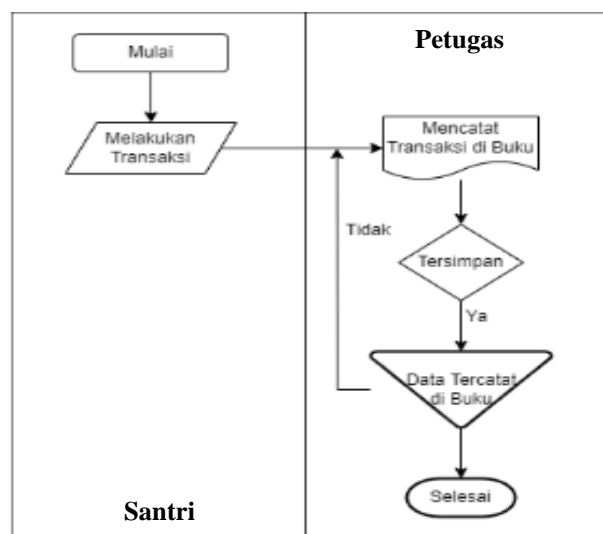 Petugas
Mulai
Melakukan
Transaksi
Mencatat
Transaksi di Buku
Tidak
Tersimpan
Ya
Data Tercatat
di Buku
Selesai
Santri